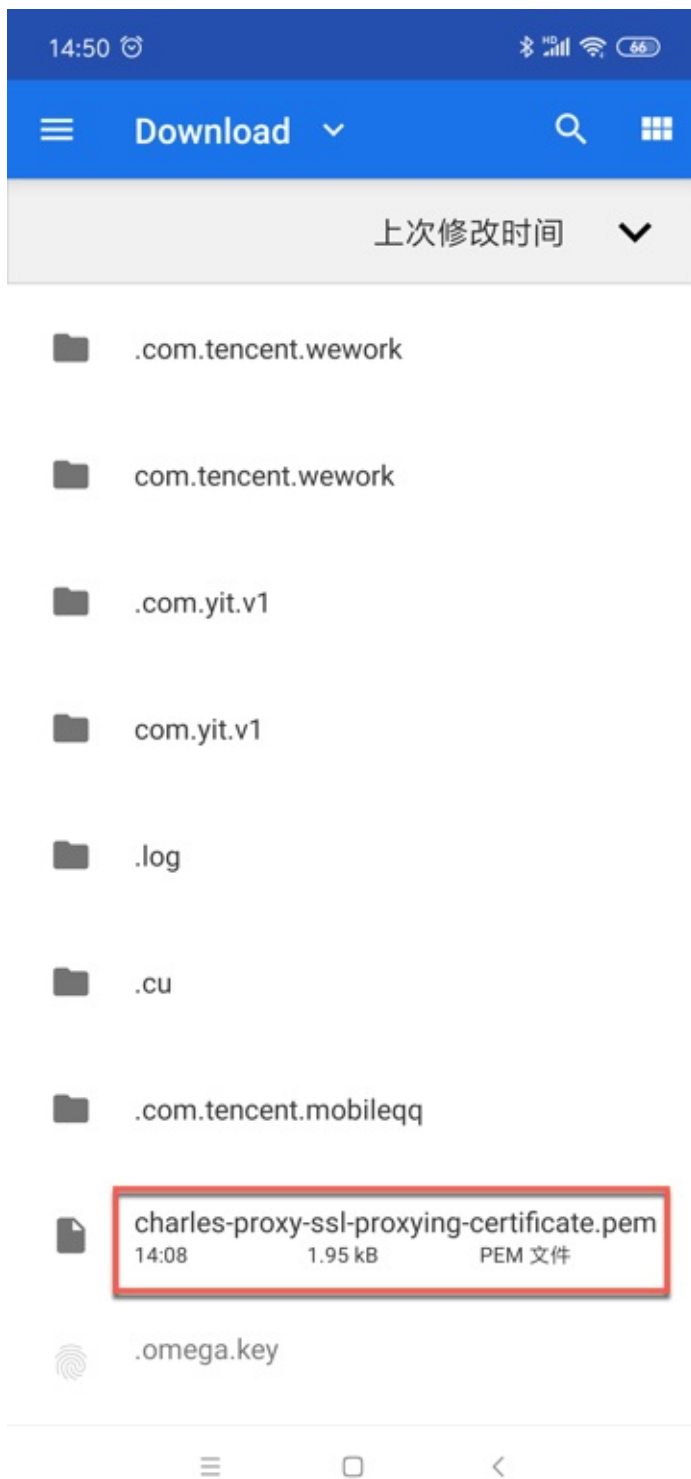 14:50
HD 66
Download
上次修改时间
.com.tencent.wework
com.tencent.wework
.com.yit.v1
com.yit.v1
.log
.cu
.com.tencent.mobileqq
charles-proxy-ssl-proxying-certificate.pem
14:08 1.95 kB PEM 文件
.omega.key